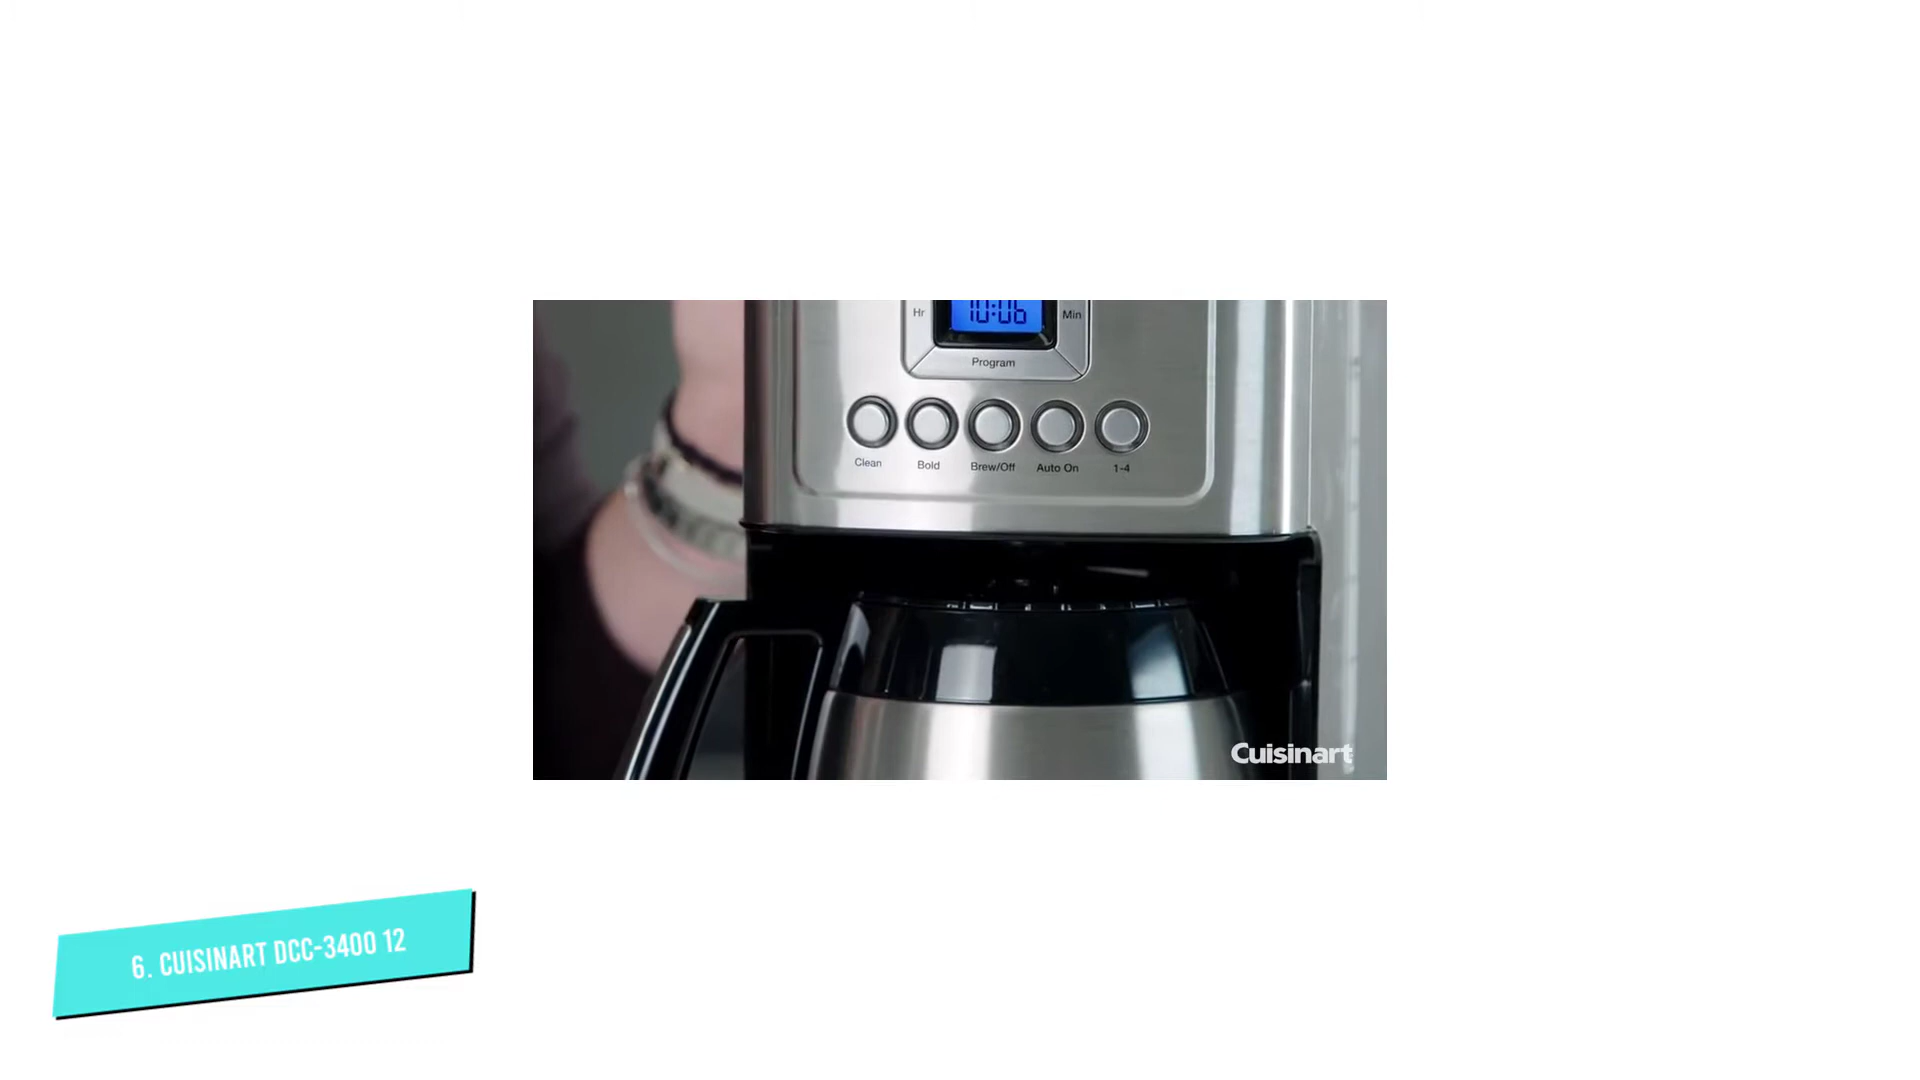 10:06
Hr
Min
Program
Clean Bold Brew/Off Auto On 1-4
Cuisinart
6. CUISINART DCC-3400 12